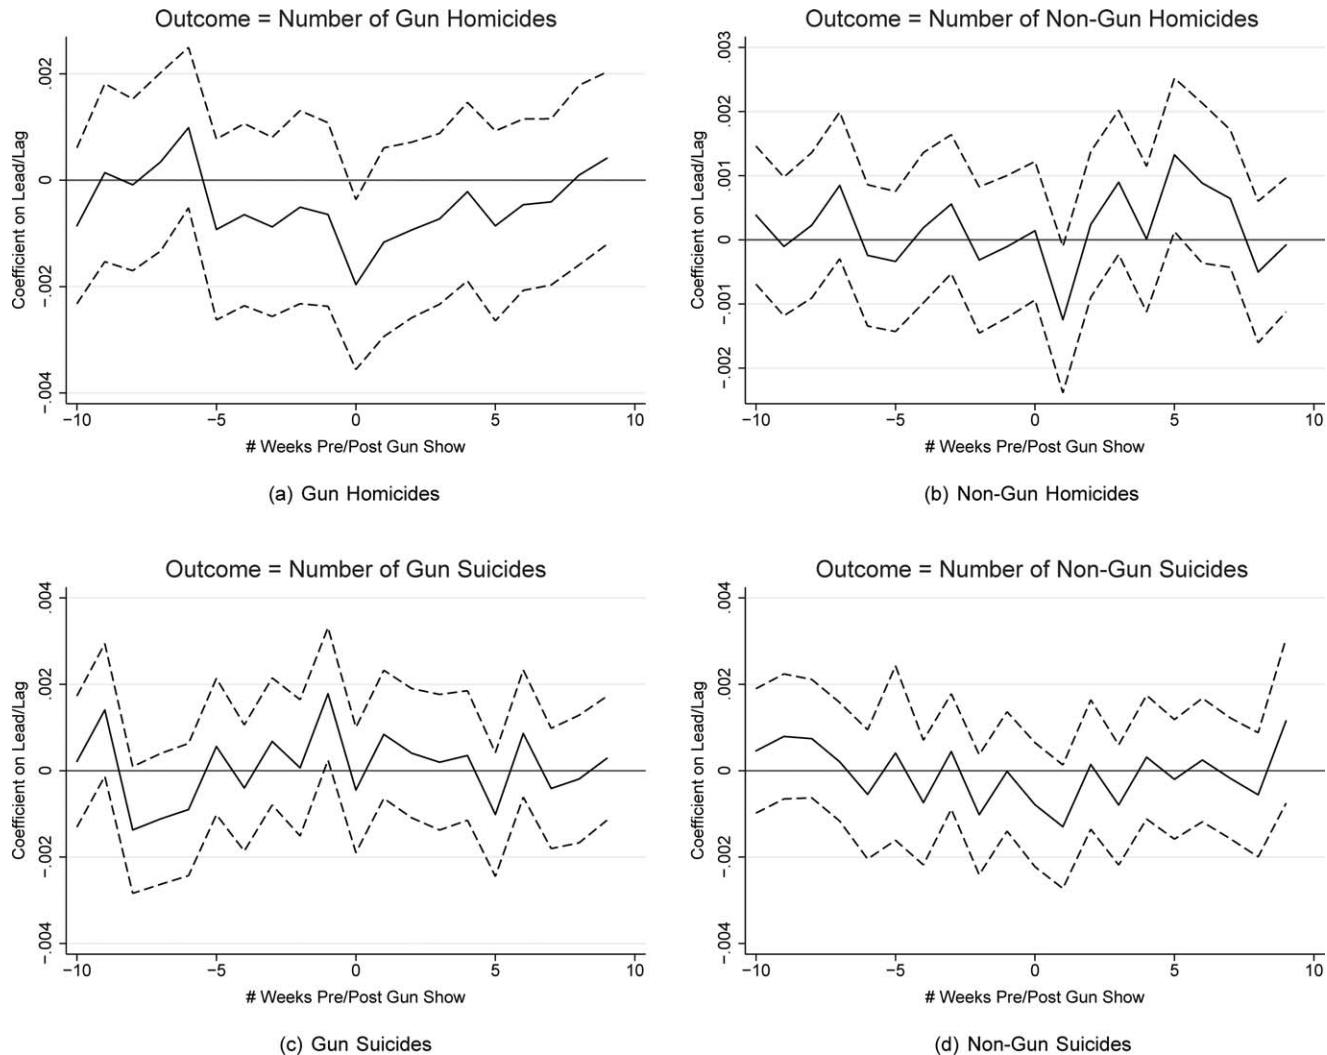 Outcome = Number of Gun Homicides
Coefficient on Lead/Lag
.002
0
-.002
-.004
-10
-5
0
5
10
# Weeks Pre/Post Gun Show
(a) Gun Homicides
Outcome = Number of Non-Gun Homicides
Coefficient on Lead/Lag
.003
.002
.001
0
-.001
-.002
-10
-5
0
5
10
# Weeks Pre/Post Gun Show
(b) Non-Gun Homicides
Outcome = Number of Gun Suicides
Coefficient on Lead/Lag
.004
.002
0
-.002
-.004
-10
-5
0
5
10
# Weeks Pre/Post Gun Show
(c) Gun Suicides
Outcome = Number of Non-Gun Suicides
Coefficient on Lead/Lag
.004
.002
0
-.002
-.004
-10
-5
0
5
10
# Weeks Pre/Post Gun Show
(d) Non-Gun Suicides